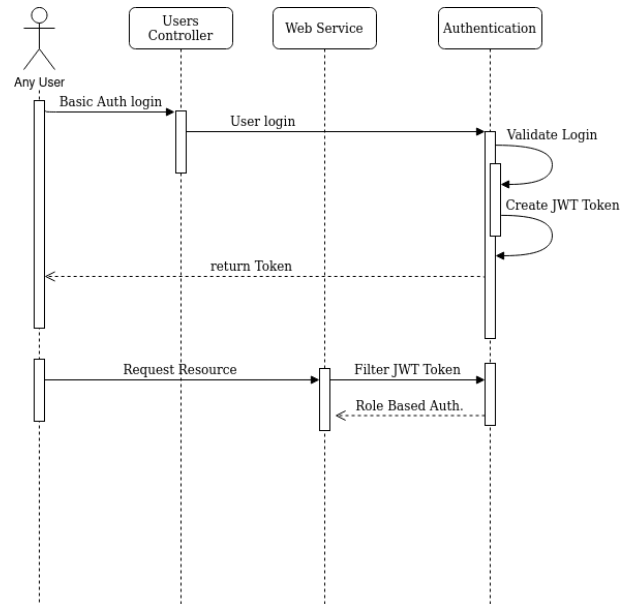 Users
Controller
Web Service
Authentication
Any User
Basic Auth login
User login
Validate Login
Create JWT Token
return Token
Request Resource
Filter JWT Token
Role Based Auth.